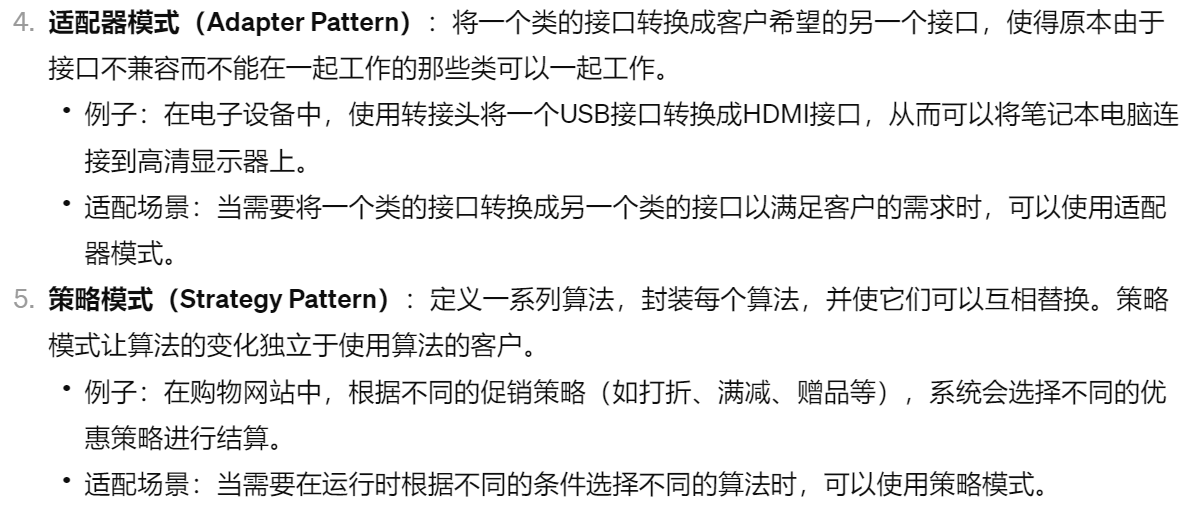 4. 适配器模式（Adapter Pattern）：将一个类的接口转换成客户希望的另一个接口，使得原本由于
接口不兼容而不能在一起工作的那些类可以一起工作。
• 例子：在电子设备中，使用转接头将一个USB接口转换成HDMI接口，从而可以将笔记本电脑连
接到高清显示器上。
• 适配场景：当需要将一个类的接口转换成另一个类的接口以满足客户的需求时，可以使用适配
器模式。
5. 策略模式（Strategy Pattern）：定义一系列算法，封装每个算法，并使它们可以互相替换。策略
模式让算法的变化独立于使用算法的客户。
• 例子：在购物网站中，根据不同的促销策略（如打折、满减、赠品等），系统会选择不同的优
惠策略进行结算。
• 适配场景：当需要在运行时根据不同的条件选择不同的算法时，可以使用策略模式。